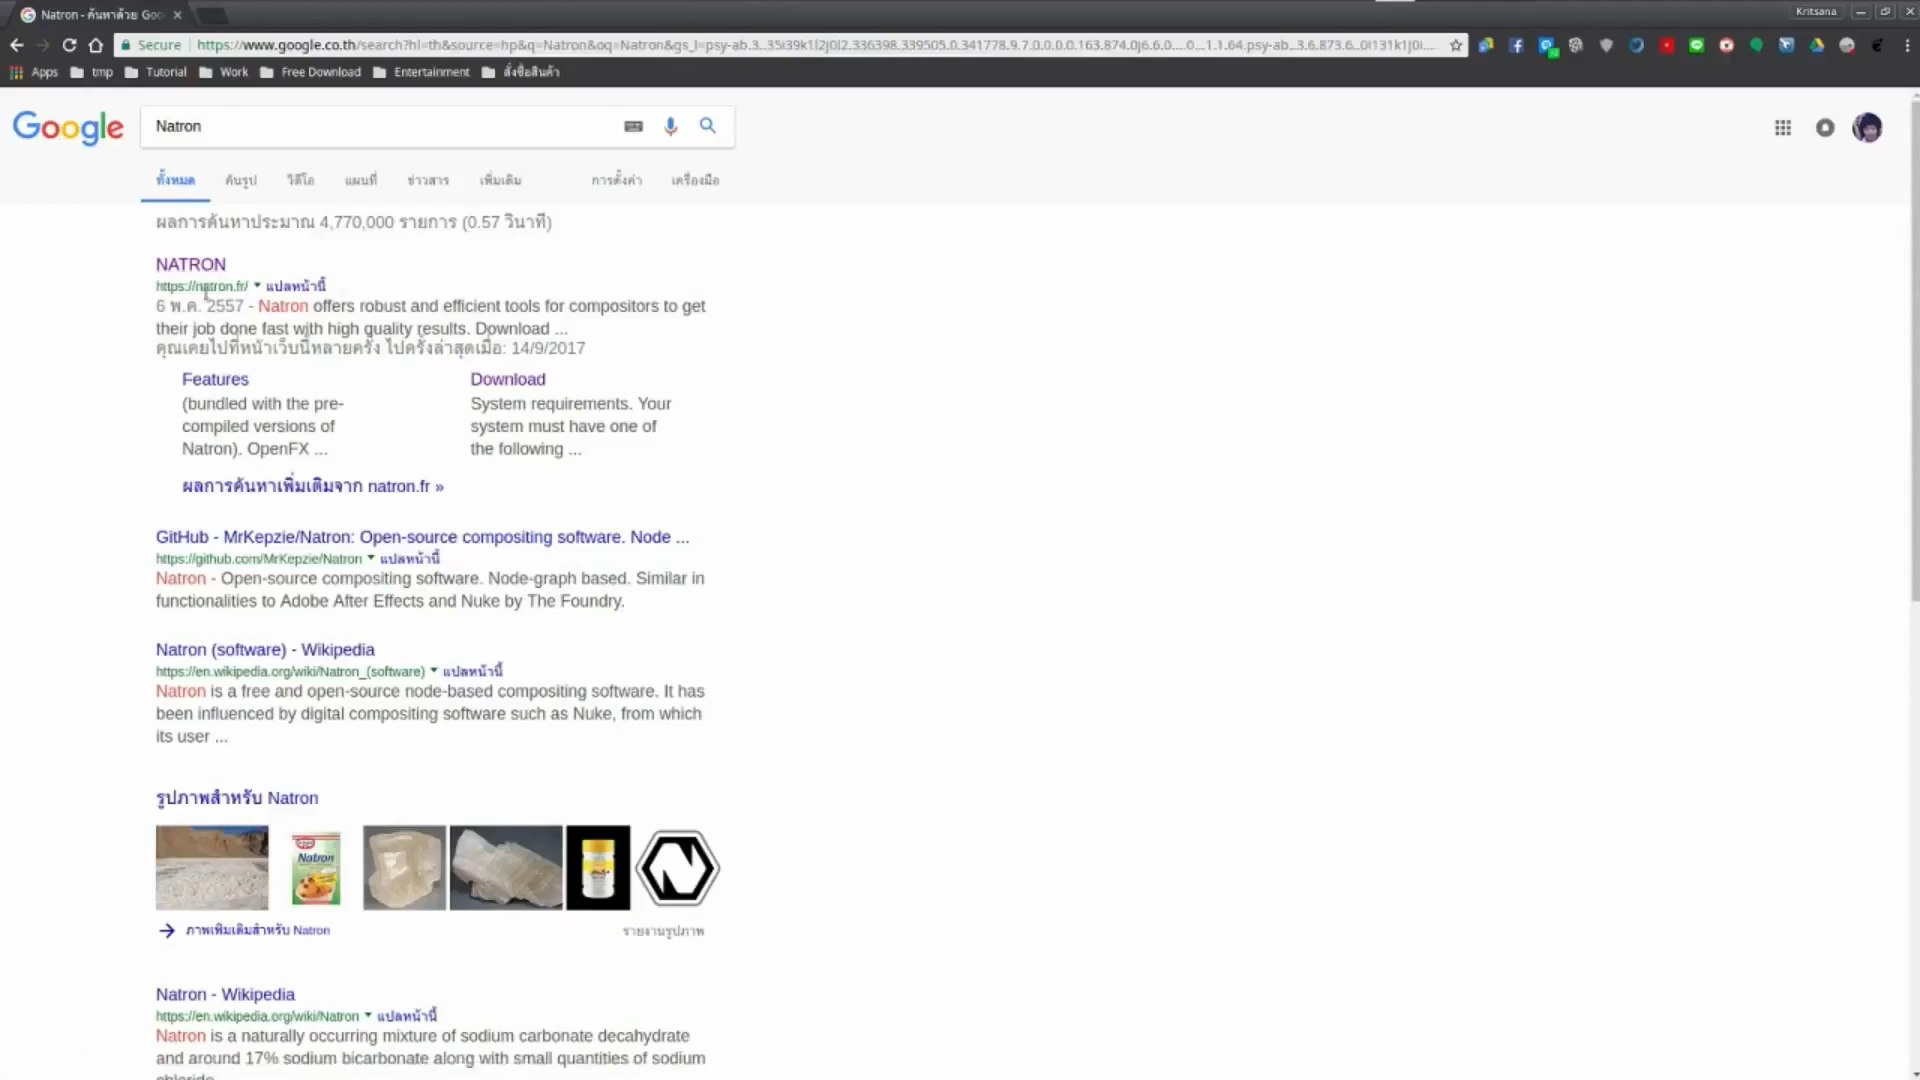 Natron - ค้นหาด้วย Goo
Kritsana
Secure
https://www.google.co.th/search?hl=th&source=hp&q=Natron&oq=Natron&gs_l=psy-ab.3..35i39k1l2j0l2.336398.339505.0.341778.9.7.0.0.0.0.163.874.0j6.6.0....0...1.1.64.psy-ab..3.6.873.6..0i131k1j0i...
Apps tmp Tutorial Work Free Download Entertainment สั่งซื้อสินค้า
Google
Natron
ทั้งหมด ค้นรูป วิดีโอ แผนที่ ข่าวสาร เพิ่มเติม การตั้งค่า เครื่องมือ
ผลการค้นหาประมาณ 4,770,000 รายการ (0.57 วินาที)
NATRON
https://natron.fr/ แปลหน้านี้
6 พ.ค. 2557 - Natron offers robust and efficient tools for compositors to get
their job done fast with high quality results. Download ...
คุณเคยไปที่หน้าเว็บนี้หลายครั้ง ไปครั้งล่าสุดเมื่อ: 14/9/2017
Features
(bundled with the pre-
compiled versions of
Natron). OpenFX ...
Download
System requirements. Your
system must have one of
the following ...
ผลการค้นหาเพิ่มเติมจาก natron.fr »
GitHub - MrKepzie/Natron: Open-source compositing software. Node ...
https://github.com/MrKepzie/Natron แปลหน้านี้
Natron - Open-source compositing software. Node-graph based. Similar in
functionalities to Adobe After Effects and Nuke by The Foundry.
Natron (software) - Wikipedia
https://en.wikipedia.org/wiki/Natron_(software) แปลหน้านี้
Natron is a free and open-source node-based compositing software. It has
been influenced by digital compositing software such as Nuke, from which
its user ...
รูปภาพสำหรับ Natron
Natron
ภาพเพิ่มเติมสำหรับ Natron
รายงานรูปภาพ
Natron - Wikipedia
https://en.wikipedia.org/wiki/Natron แปลหน้านี้
Natron is a naturally occurring mixture of sodium carbonate decahydrate
and around 17% sodium bicarbonate along with small quantities of sodium
chloride